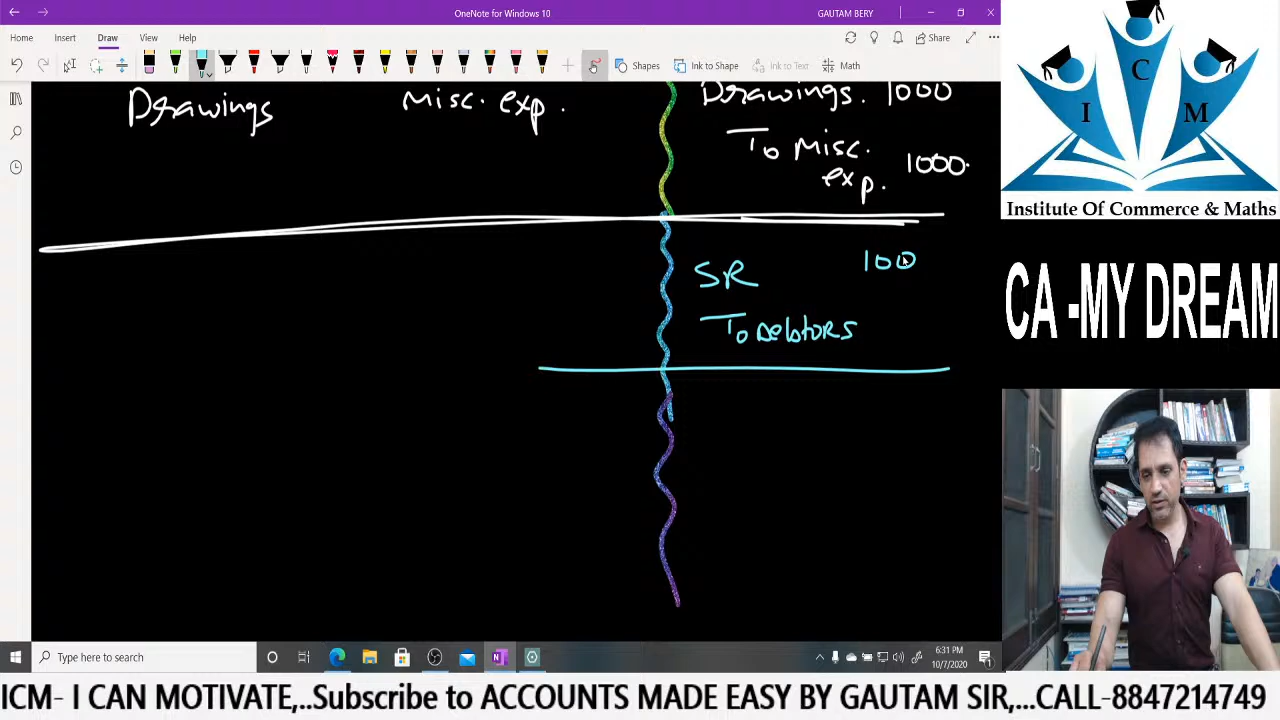 OneNote for Windows 10
GAUTAM BERY
Home Insert Draw View Help
Share
Shapes Ink to Shape Ink to Text Math
Drawings Misc. exp. Drawings. 1000
To Misc. exp. 1000.
SR 100
To Debtors
I C M
Institute Of Commerce & Maths
CA -MY DREAM
Type here to search
6:31 PM
10/7/2020
ICM- I CAN MOTIVATE,..Subscribe to ACCOUNTS MADE EASY BY GAUTAM SIR,...CALL-8847214749